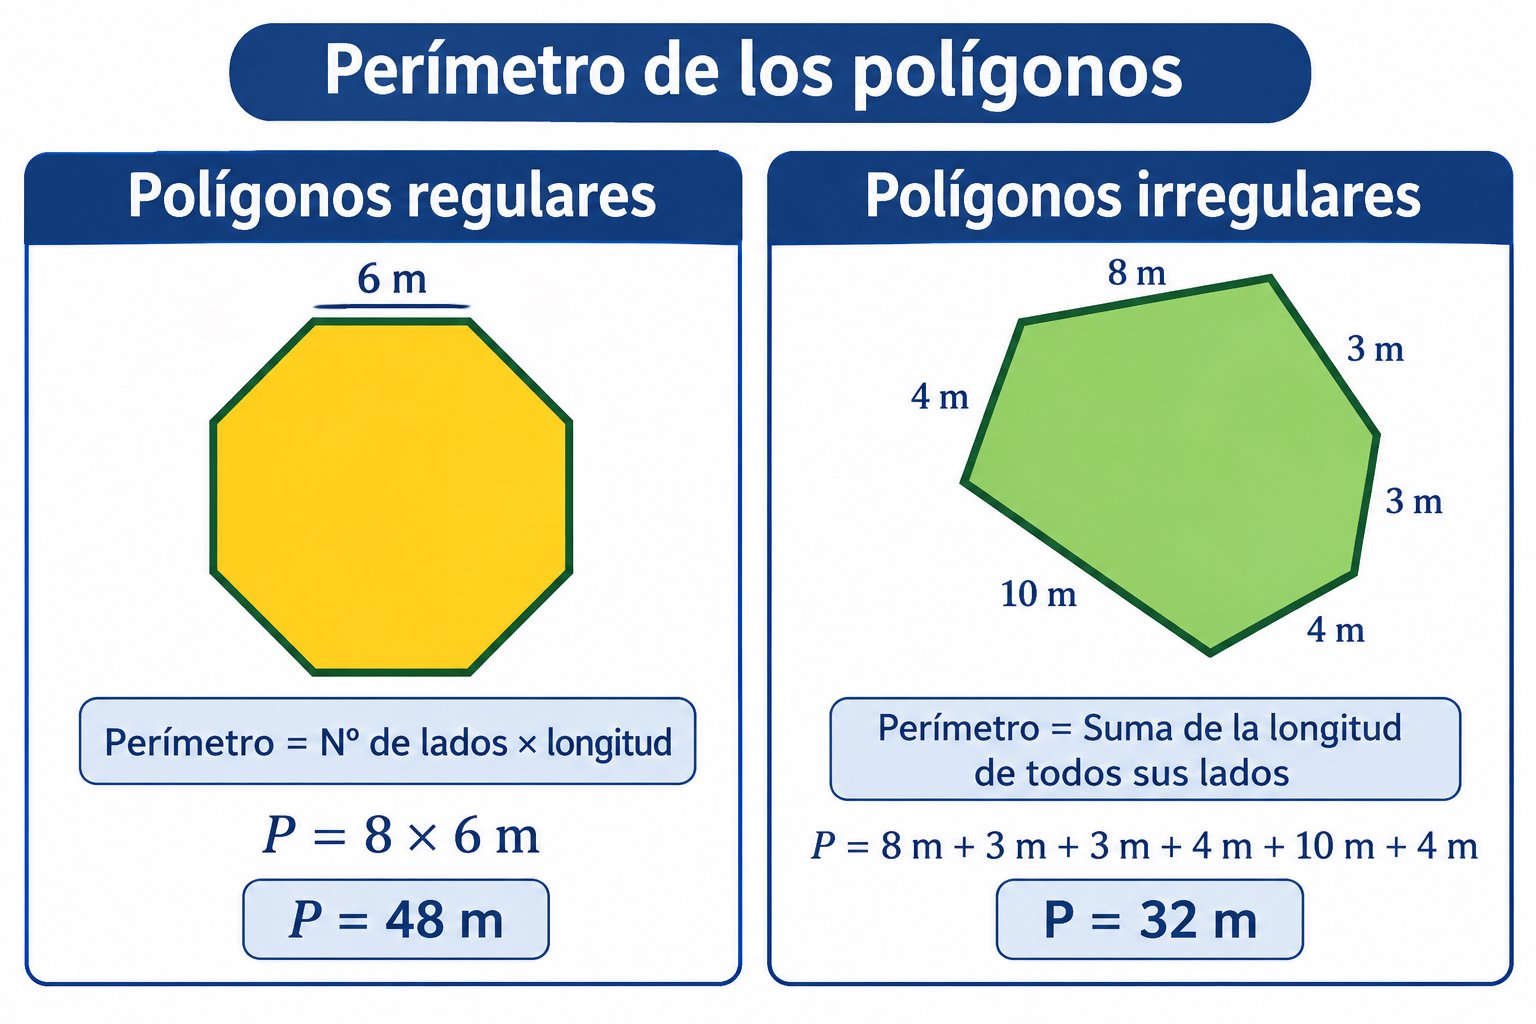 Perímetro de los polígonos
Polígonos regulares
6 m
Perímetro = Nº de lados × longitud
P = 8 × 6 m
P = 48 m
Polígonos irregulares
8 m
3 m
4 m
3 m
10 m
4 m
Perímetro = Suma de la longitud
de todos sus lados
P = 8 m + 3 m + 3 m + 4 m + 10 m + 4 m
P = 32 m